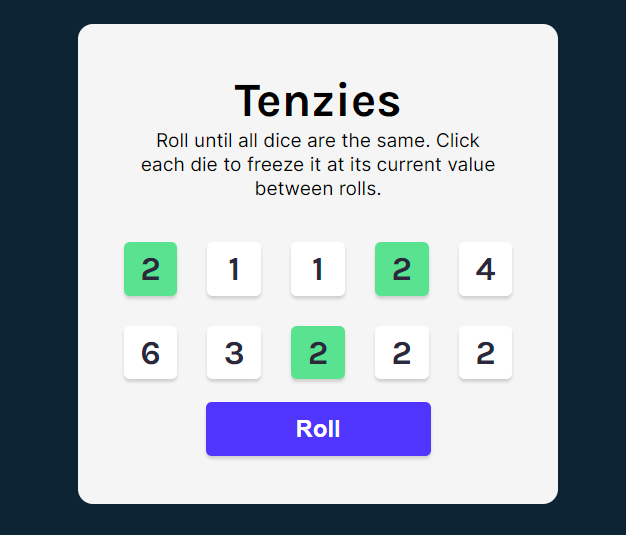 Tenzies
Roll until all dice are the same. Click
each die to freeze it at its current value
between rolls.
2 1 1 2 4
6 3 2 2 2
Roll